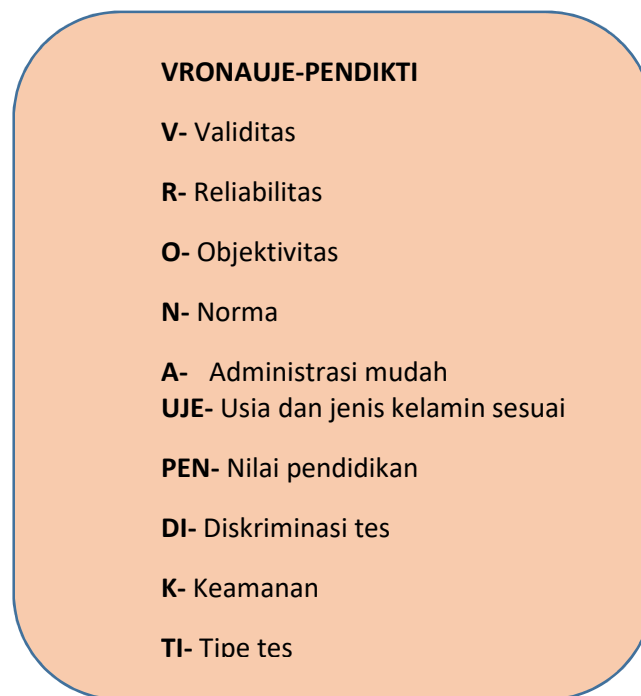 VRONAUJE-PENDIKTI
V- Validitas
R- Reliabilitas
O- Objektivitas
N- Norma
A- Administrasi mudah
UJE- Usia dan jenis kelamin sesuai
PEN- Nilai pendidikan
DI- Diskriminasi tes
K- Keamanan
TI- Tipe tes